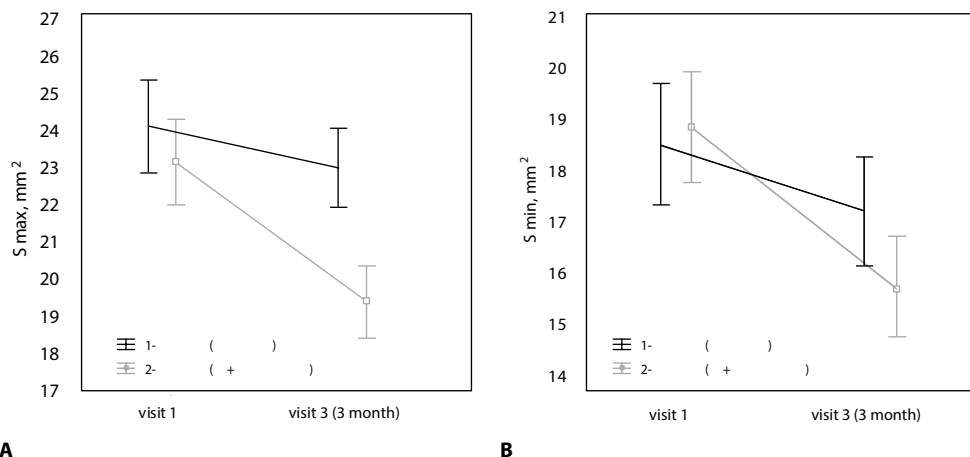 27
26
25
24
23
22
21
20
19
18
17
S max, mm²
1- ( )
2- ( + )
visit 1 visit 3 (3 month)
A
21
20
19
18
17
16
15
14
S min, mm²
1- ( )
2- ( + )
visit 1 visit 3 (3 month)
B